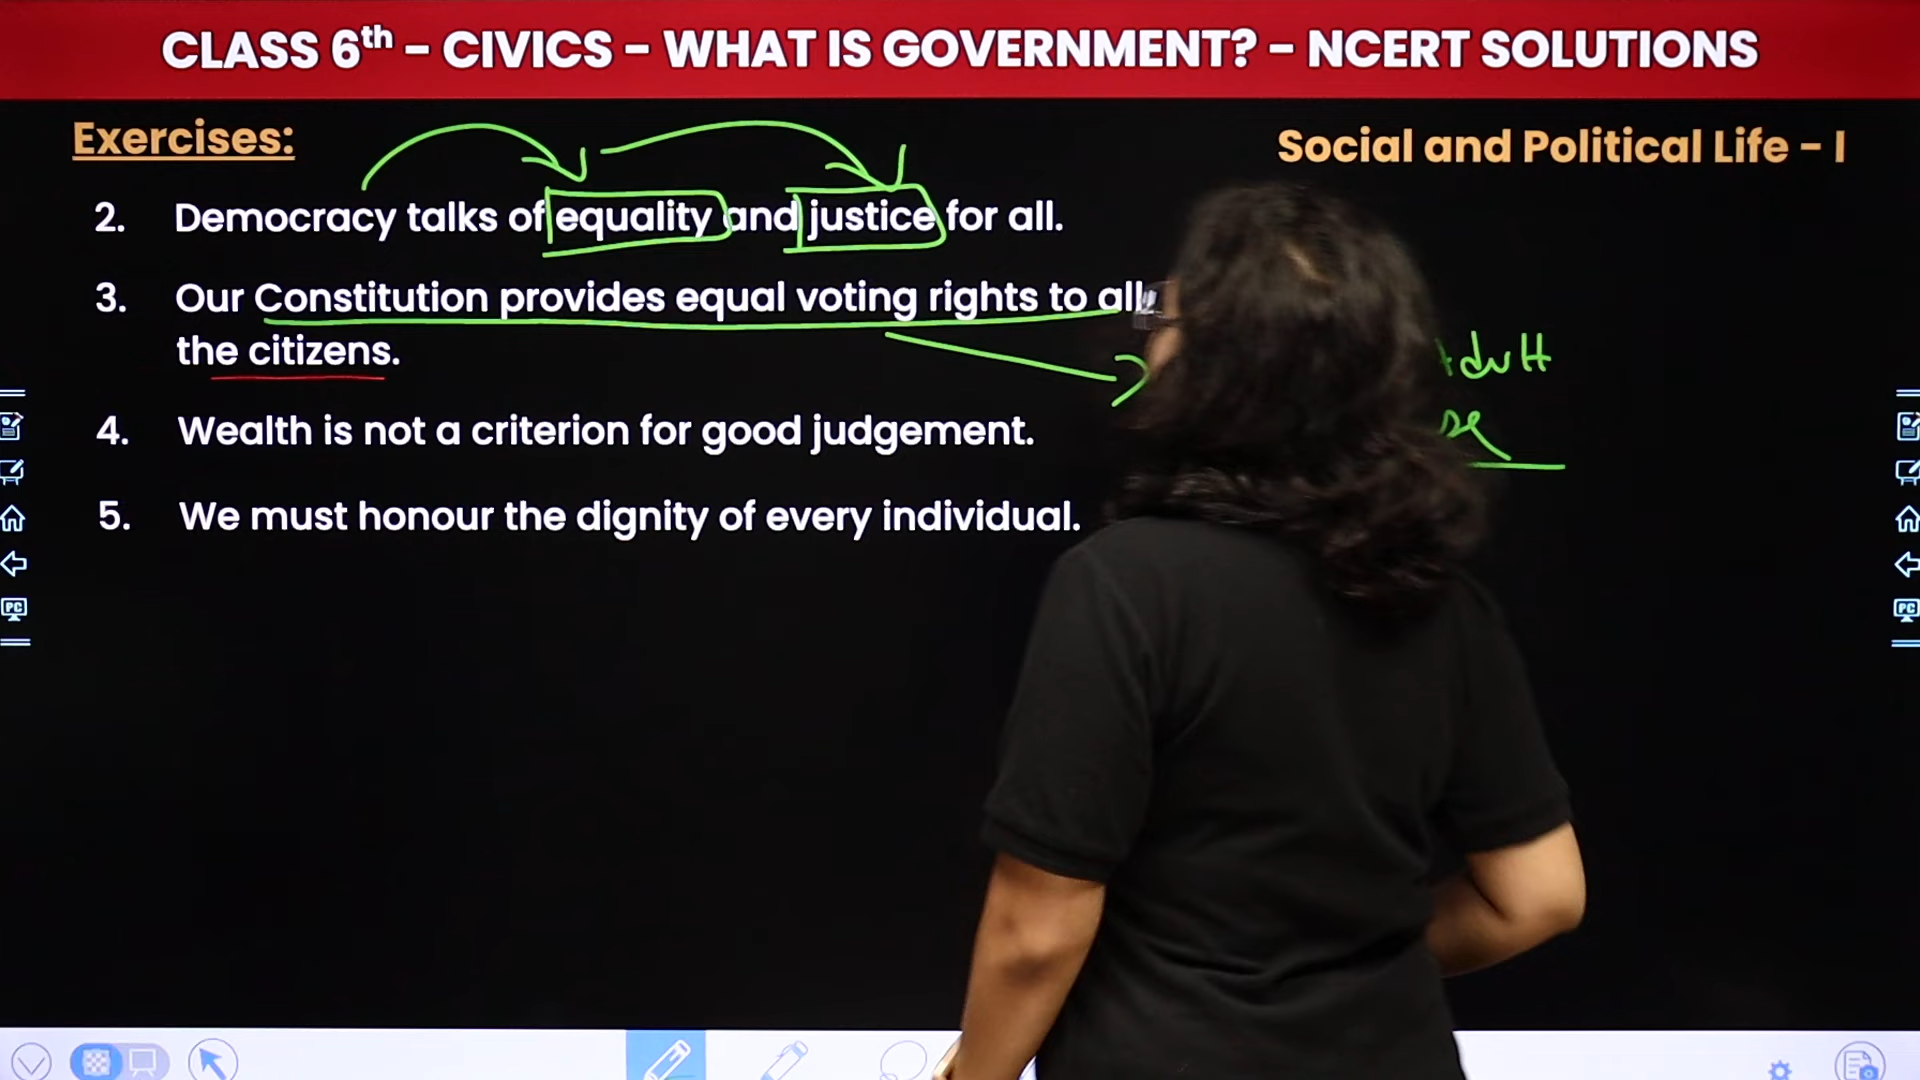 CLASS 6th - CIVICS - WHAT IS GOVERNMENT? - NCERT SOLUTIONS
Exercises:
Social and Political Life - I
2. Democracy talks of equality and justice for all.
3. Our Constitution provides equal voting rights to all
the citizens.
4. Wealth is not a criterion for good judgement.
5. We must honour the dignity of every individual.
PC
PC